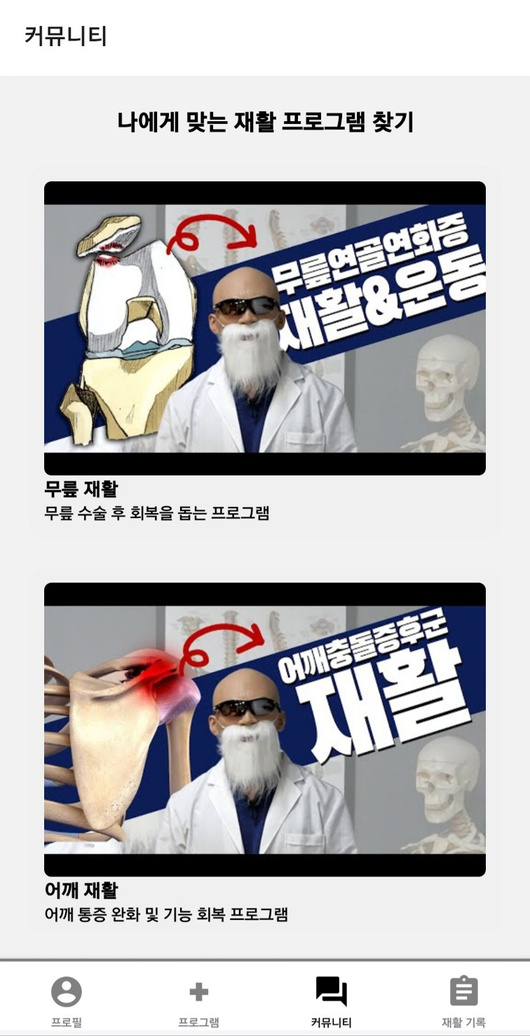 커뮤니티
나에게 맞는 재활 프로그램 찾기
무릎연골연화증
재활&운동
무릎 재활
무릎 수술 후 회복을 돕는 프로그램
어깨충돌증후군
재활
어깨 재활
어깨 통증 완화 및 기능 회복 프로그램
프로필
프로그램
커뮤니티
재활 기록